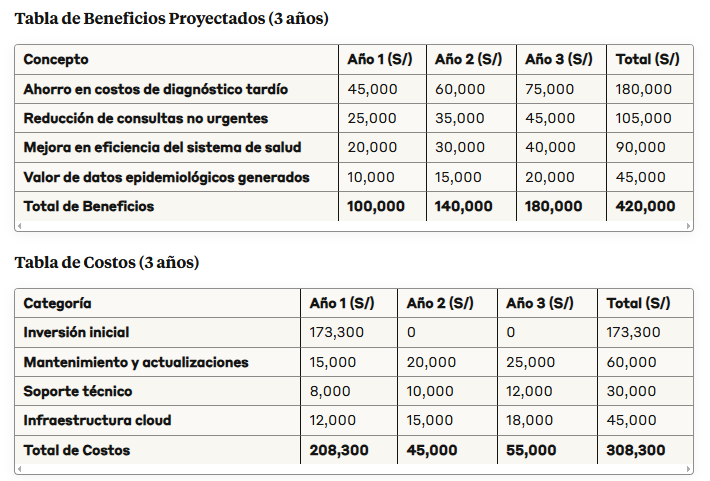 Tabla de Beneficios Proyectados (3 años)
Concepto Año 1 (S/) Año 2 (S/) Año 3 (S/) Total (S/)
Ahorro en costos de diagnóstico tardío 45,000 60,000 75,000 180,000
Reducción de consultas no urgentes 25,000 35,000 45,000 105,000
Mejora en eficiencia del sistema de salud 20,000 30,000 40,000 90,000
Valor de datos epidemiológicos generados 10,000 15,000 20,000 45,000
Total de Beneficios 100,000 140,000 180,000 420,000
Tabla de Costos (3 años)
Categoría Año 1 (S/) Año 2 (S/) Año 3 (S/) Total (S/)
Inversión inicial 173,300 0 0 173,300
Mantenimiento y actualizaciones 15,000 20,000 25,000 60,000
Soporte técnico 8,000 10,000 12,000 30,000
Infraestructura cloud 12,000 15,000 18,000 45,000
Total de Costos 208,300 45,000 55,000 308,300